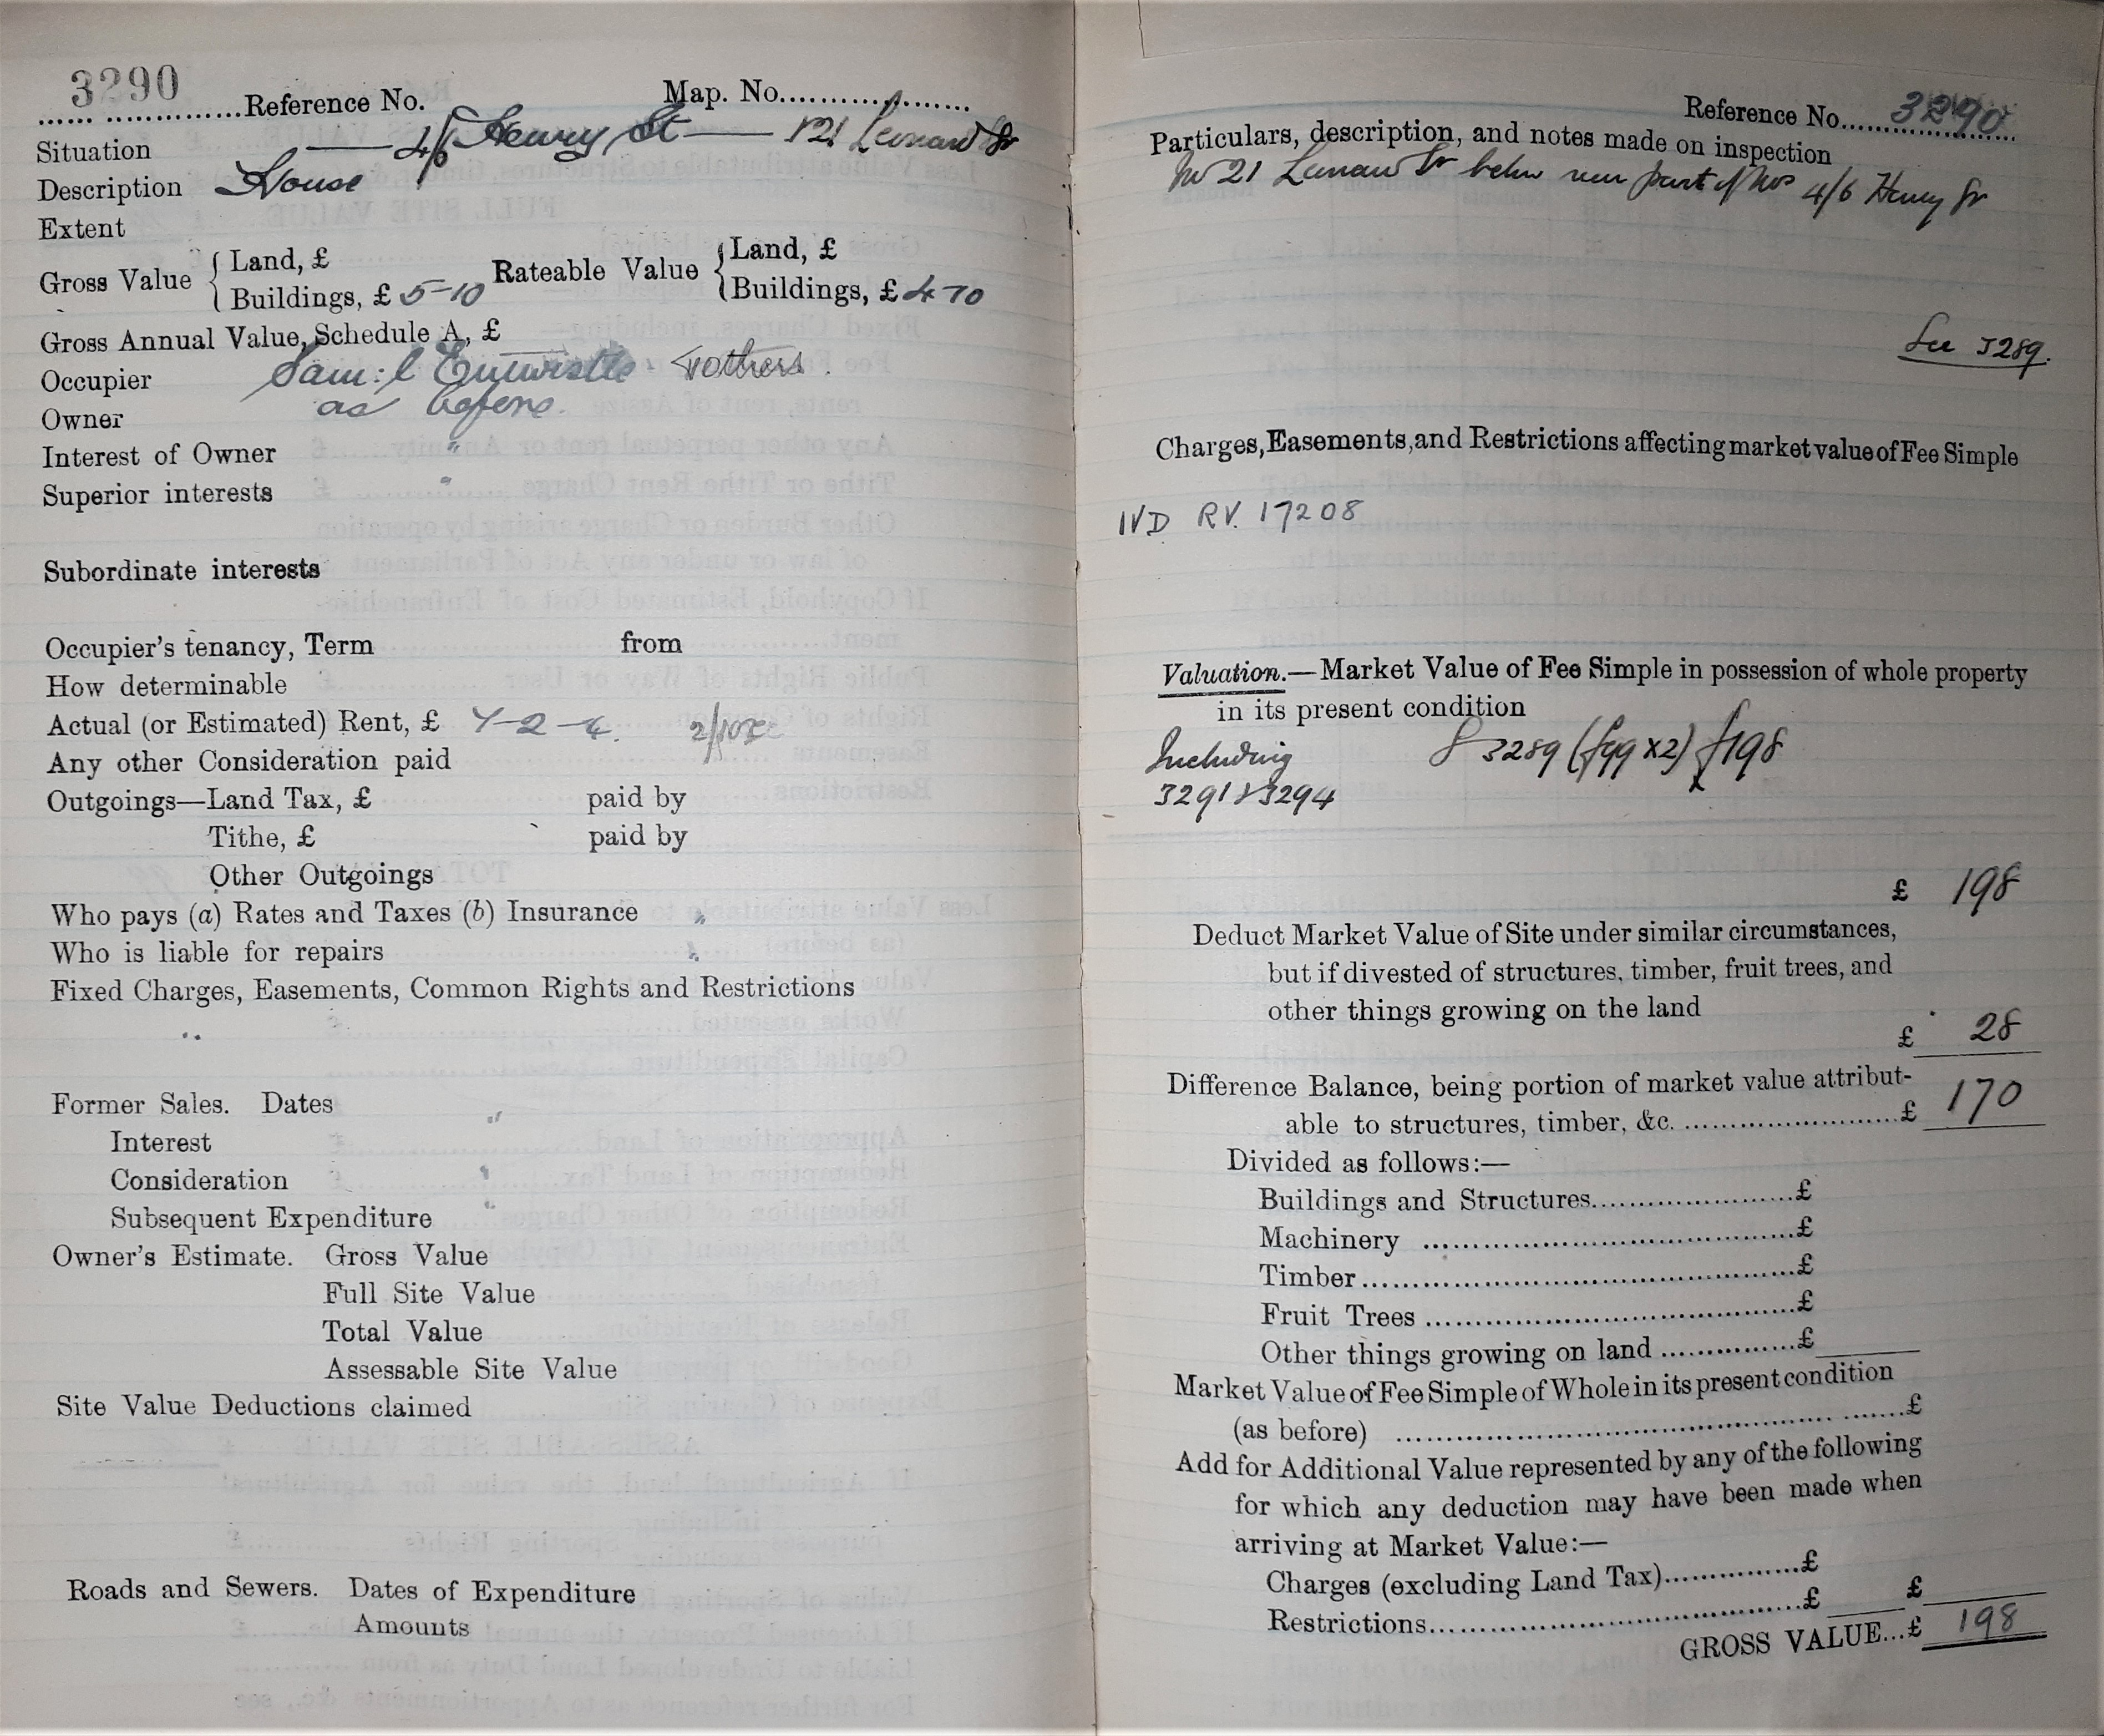 3290
Reference No. Map. No.
Situation 4/6 Henry St 21 Leonard St
Description House
Extent
Gross Value { Land, £ Rateable Value { Land, £
Buildings, £ 5-10 Buildings, £ 4 70
Gross Annual Value, Schedule A, £
Occupier Sam:l Entwistle & others.
Owner as before.
Interest of Owner "
Superior interests "
Subordinate interests
Occupier's tenancy, Term from
How determinable
Actual (or Estimated) Rent, £ 7-2-4. 2/10
Any other Consideration paid
Outgoings—Land Tax, £ paid by
Tithe, £ paid by
Other Outgoings
Who pays (a) Rates and Taxes (b) Insurance "
Who is liable for repairs "
Fixed Charges, Easements, Common Rights and Restrictions
Former Sales. Dates "
Interest
Consideration "
Subsequent Expenditure "
Owner's Estimate. Gross Value
Full Site Value
Total Value
Assessable Site Value
Site Value Deductions claimed
Roads and Sewers. Dates of Expenditure
Amounts
Reference No. 3290
Particulars, description, and notes made on inspection
No 21 Leonard St below part of Nos 4/6 Henry St
See 3289.
Charges, Easements, and Restrictions affecting market value of Fee Simple
IVD RV. 17208
Valuation.—Market Value of Fee Simple in possession of whole property
in its present condition
Including 3289 (£99 x2) £198
3291 & 3294
£ 198
Deduct Market Value of Site under similar circumstances,
but if divested of structures, timber, fruit trees, and
other things growing on the land
£ 28
Difference Balance, being portion of market value attribut-
able to structures, timber, &c. £ 170
Divided as follows:—
Buildings and Structures £
Machinery £
Timber £
Fruit Trees £
Other things growing on land £
Market Value of Fee Simple of Whole in its present condition
(as before) £
Add for Additional Value represented by any of the following
for which any deduction may have been made when
arriving at Market Value:—
Charges (excluding Land Tax) £
Restrictions £ £
GROSS VALUE...£ 198